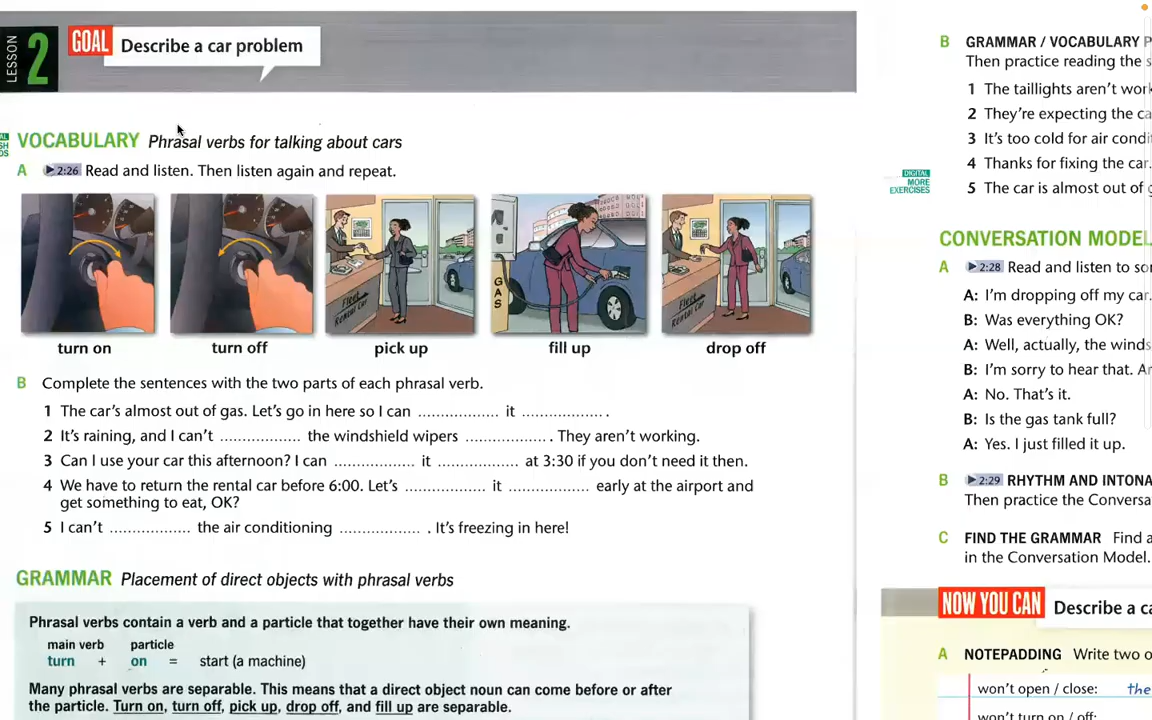 LESSON 2
GOAL Describe a car problem
VOCABULARY Phrasal verbs for talking about cars
A 2:26 Read and listen. Then listen again and repeat.
GAS
turn on turn off pick up fill up drop off
B Complete the sentences with the two parts of each phrasal verb.
1 The car's almost out of gas. Let's go in here so I can .................. it .................. .
2 It's raining, and I can't .................. the windshield wipers .................. . They aren't working.
3 Can I use your car this afternoon? I can .................. it .................. at 3:30 if you don't need it then.
4 We have to return the rental car before 6:00. Let's .................. it .................. early at the airport and
get something to eat, OK?
5 I can't .................. the air conditioning .................. . It's freezing in here!
GRAMMAR Placement of direct objects with phrasal verbs
Phrasal verbs contain a verb and a particle that together have their own meaning.
main verb particle
turn + on = start (a machine)
Many phrasal verbs are separable. This means that a direct object noun can come before or after
the particle. Turn on, turn off, pick up, drop off, and fill up are separable.
B GRAMMAR / VOCABULARY
Then practice reading the
1 The taillights aren't
2 They're expecting the
3 It's too cold for air
4 Thanks for fixing the car.
5 The car is almost out of
DIGITAL
MORE
EXERCISES
CONVERSATION MODEL
A 2:28 Read and listen to
A: I'm dropping off my car.
B: Was everything OK?
A: Well, actually, the
B: I'm sorry to hear that.
A: No. That's it.
B: Is the gas tank full?
A: Yes. I just filled it up.
B 2:29 RHYTHM AND
Then practice the
C FIND THE GRAMMAR Find
in the Conversation Model.
NOW YOU CAN Describe a
A NOTEPADDING Write two
won't open / close: the
won't turn on / off: